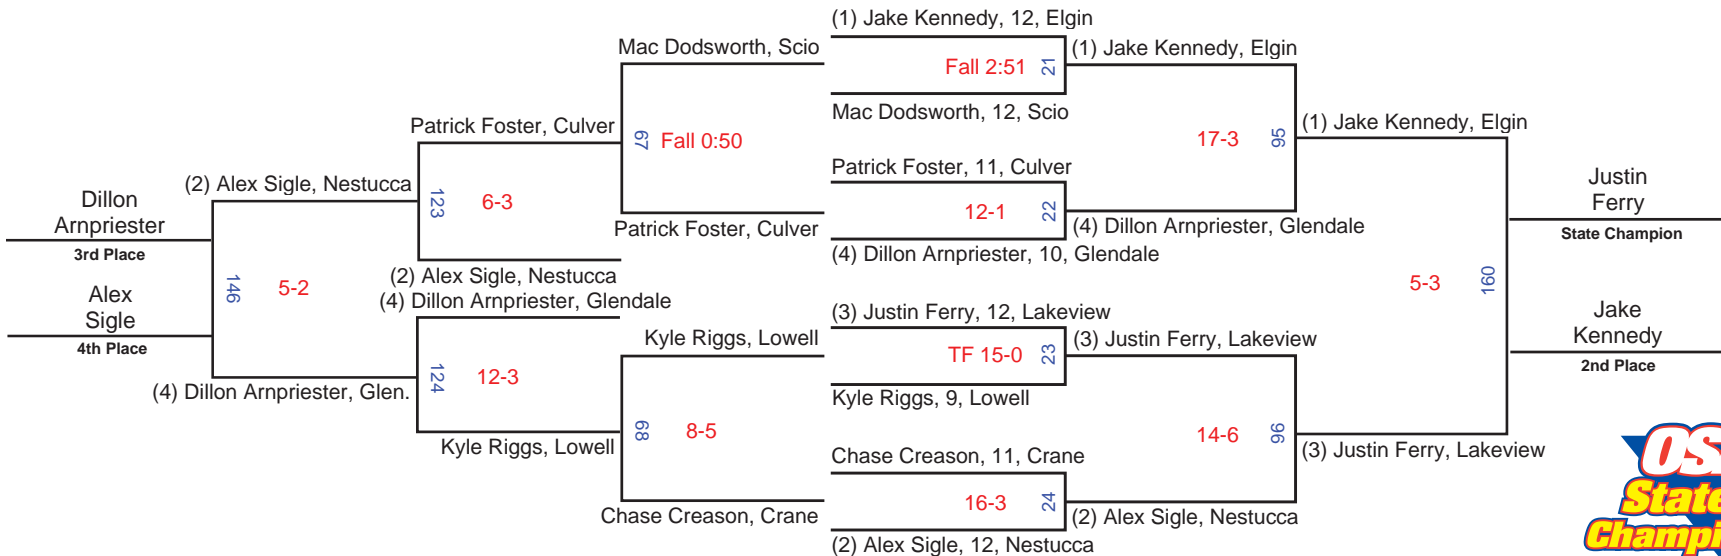 (1) Jake Kennedy, 12, Elgin
Mac Dodsworth, Scio
(1) Jake Kennedy, Elgin
Fall 2:51
21
Mac Dodsworth, 12, Scio
Patrick Foster, Culver
67
Fall 0:50
17-3
95
(1) Jake Kennedy, Elgin
Patrick Foster, 11, Culver
(2) Alex Sigle, Nestucca
123
6-3
12-1
22
Dillon
Arnpriester
3rd Place
Justin
Ferry
State Champion
Patrick Foster, Culver
(4) Dillon Arnpriester, Glendale
(4) Dillon Arnpriester, 10, Glendale
(2) Alex Sigle, Nestucca
146
5-2
5-3
160
Alex
Sigle
4th Place
(4) Dillon Arnpriester, Glendale
(3) Justin Ferry, 12, Lakeview
Jake
Kennedy
2nd Place
Kyle Riggs, Lowell
TF 15-0
23
(3) Justin Ferry, Lakeview
(4) Dillon Arnpriester, Glen.
124
12-3
Kyle Riggs, 9, Lowell
68
8-5
14-6
96
Kyle Riggs, Lowell
Chase Creason, 11, Crane
(3) Justin Ferry, Lakeview
16-3
24
Chase Creason, Crane
(2) Alex Sigle, Nestucca
(2) Alex Sigle, 12, Nestucca
State